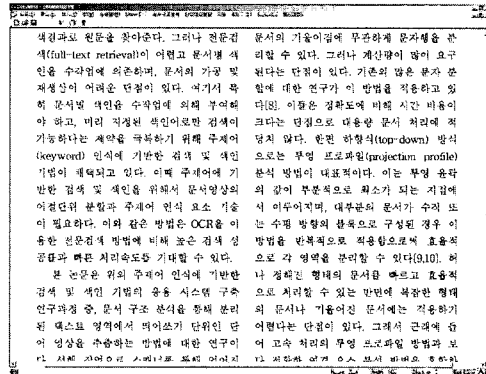 색결과로 원문을 찾아준다. 그러나 전문검
색(full-text retrieval)이 어렵고 문서별 색
인을 수작업에 의존하며, 문서의 가공 및
재생산이 어려운 단점이 있다. 여기서 특
히 문서별 색인을 수작업에 의해 부여해
야 하고, 미리 지정된 색인어로만 검색이
가능하다는 제약을 극복하기 위해 주제어
(keyword) 인식에 기반한 검색 및 색인
기법이 채택되고 있다. 이때 주제어에 기
반한 검색 및 색인을 위해서 문서영상의
어절단위 분할과 주제어 인식 요소 기술
이 필요하다. 이와 같은 방법은 OCR을 이
용한 전문검색 방법에 비해 높은 검색 성
공률과 빠른 처리속도를 기대할 수 있다.
본 논문은 위의 주제어 인식에 기반한
검색 및 색인 기법의 응용 시스템 구축
연구과정 중, 문서 구조 분석을 통해 분리
된 텍스트 영역에서 띄어쓰기 단위인 단
어 영상을 추출하는 방법에 대한 연구이
문서의 기울어짐에 무관하게 문자행을 분
리할 수 있다. 그러나 계산량이 많이 요구
된다는 단점이 있다. 기존의 많은 문자 분
할에 대한 연구가 이 방법을 적용하고 있
다[8]. 이들은 정확도에 비해 시간 비용이
크다는 단점으로 대용량 문서 처리에 적
당치 않다. 한편 하향식(top-down) 방식
으로는 투영 프로파일(projection profile)
분석 방법이 대표적이다. 이는 투영 윤곽
의 값이 부분적으로 최소가 되는 지점에
서 이루어지며, 대부분의 문서가 수직 또
는 수평 방향의 블록으로 구성된 경우 이
방법을 반복적으로 적용함으로써 효율적
으로 각 영역을 분리할 수 있다[9,10]. 허
나 정해진 형태의 문서를 빠르고 효율적
으로 처리할 수 있는 반면에 복잡한 형태
의 문서나 기울어진 문서에는 적용하기
어렵다는 단점이 있다. 그래서 근래에 들
어 고속 처리의 투영 프로파일 방법과 보